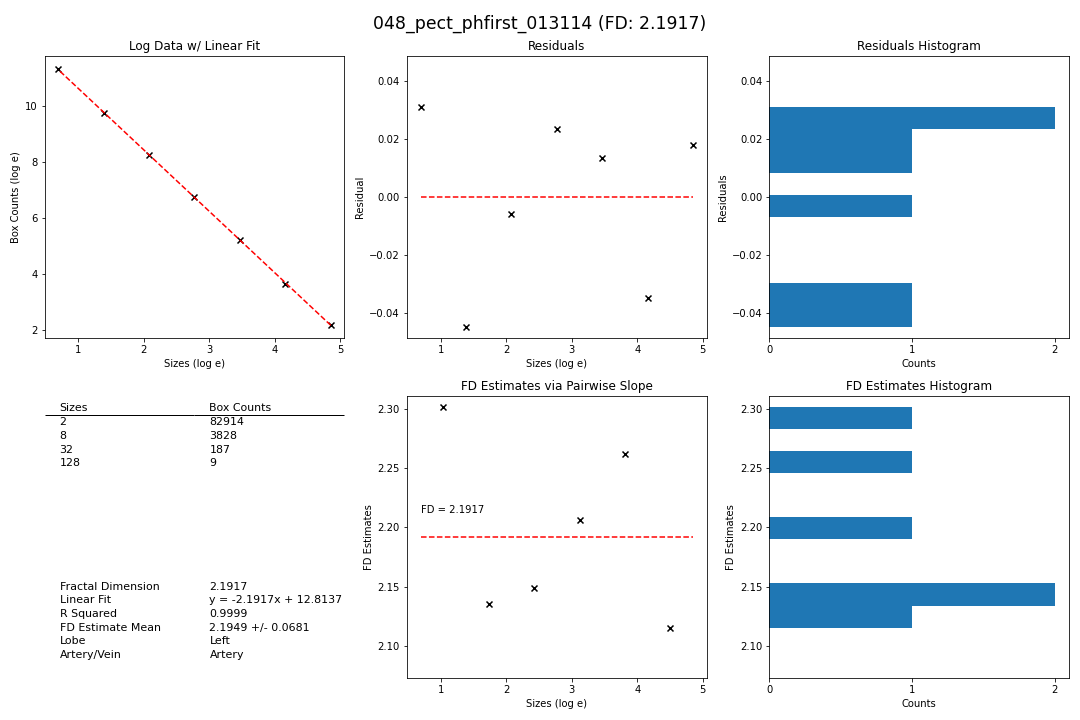 048_pect_phfirst_013114 (FD: 2.1917)
Log Data w/ Linear Fit
Box Counts (log e)
10
8
6
4
2
1 2 3 4 5
Sizes (log e)
Residuals
Residual
0.04
0.02
0.00
−0.02
−0.04
1 2 3 4 5
Sizes (log e)
Residuals Histogram
Residuals
0.04
0.02
0.00
−0.02
−0.04
0 1 2
Counts
Sizes Box Counts
2 82914
8 3828
32 187
128 9
Fractal Dimension 2.1917
Linear Fit y = -2.1917x + 12.8137
R Squared 0.9999
FD Estimate Mean 2.1949 +/- 0.0681
Lobe Left
Artery/Vein Artery
FD Estimates via Pairwise Slope
FD Estimates
2.30
2.25
2.20
2.15
2.10
FD = 2.1917
1 2 3 4 5
Sizes (log e)
FD Estimates Histogram
FD Estimates
2.30
2.25
2.20
2.15
2.10
0 1 2
Counts